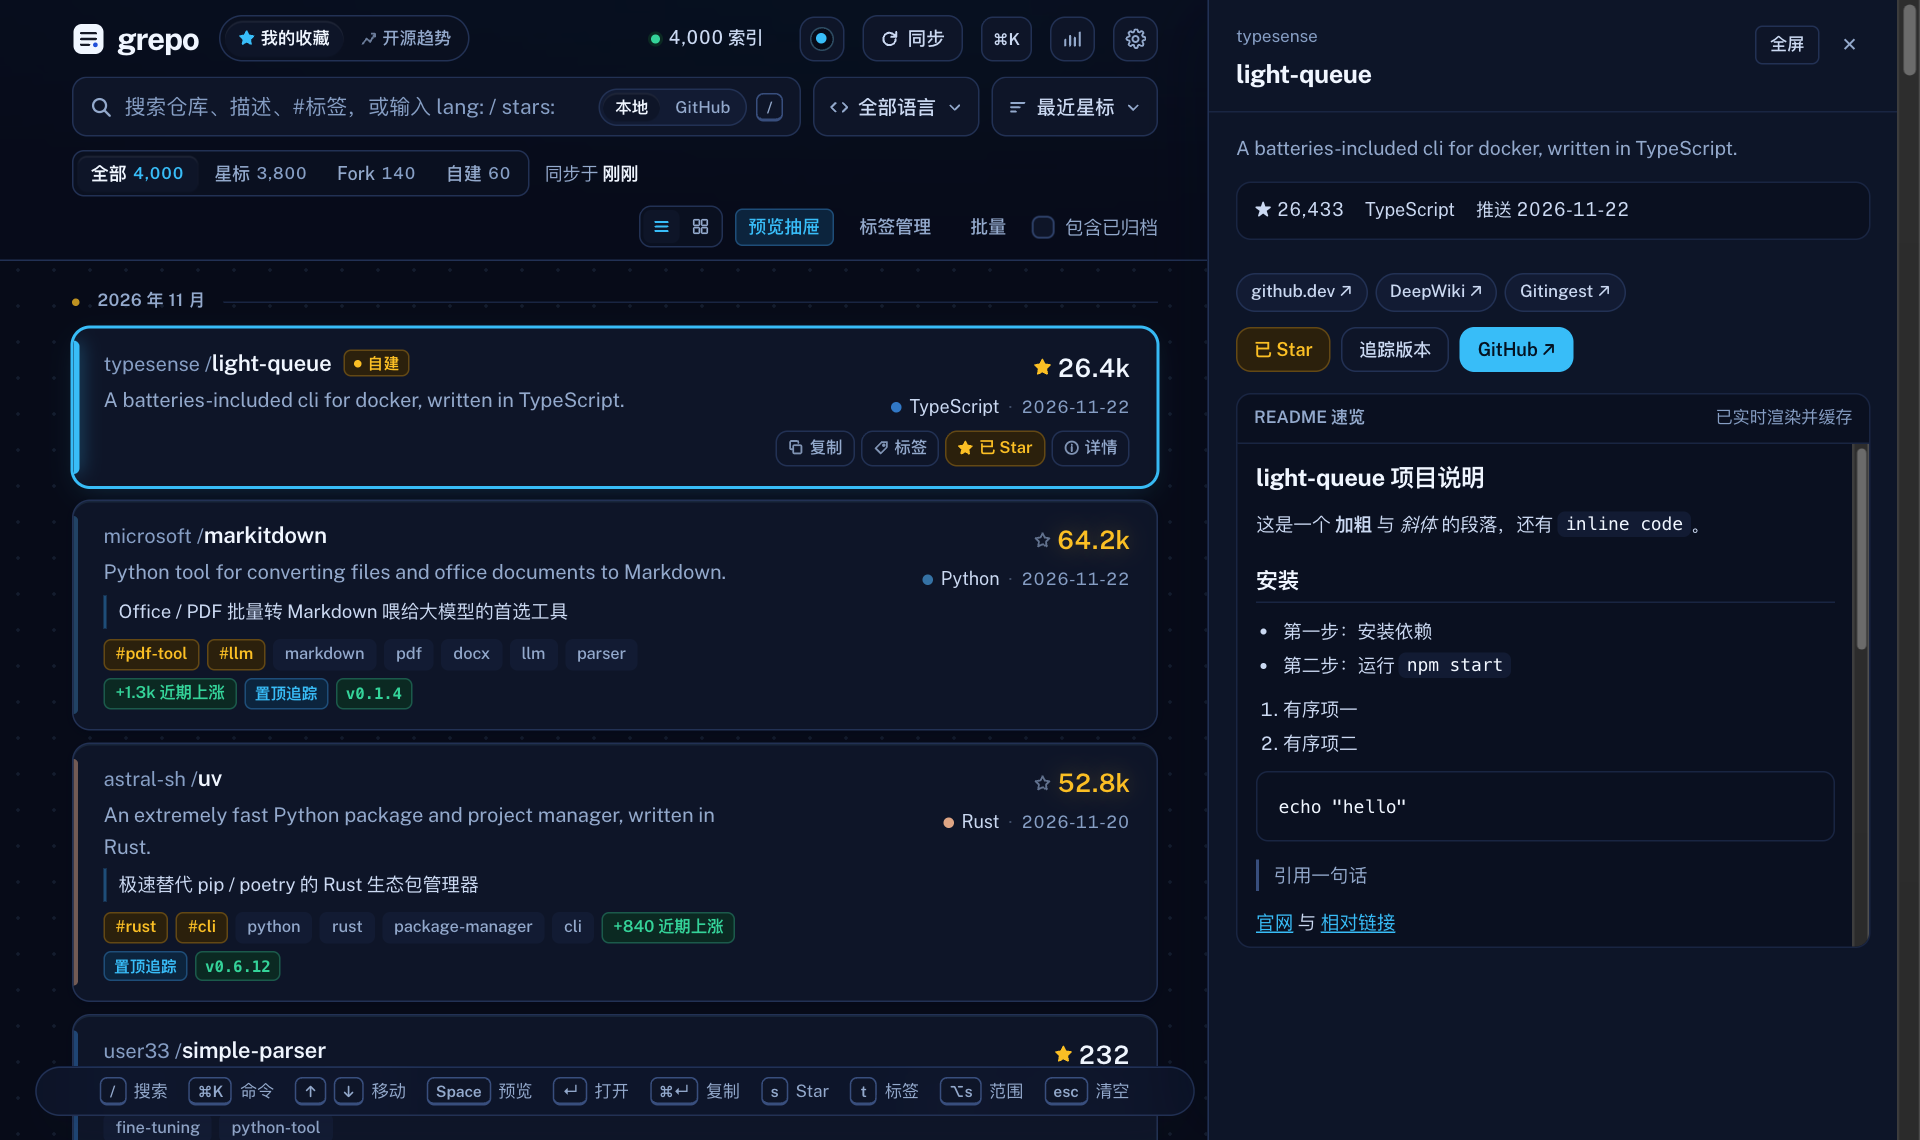 grepo
我的收藏
开源趋势
4,000 索引
同步
⌘K
搜索仓库、描述、#标签，或输入 lang: / stars:
本地
GitHub
/
全部语言
最近星标
全部 4,000
星标 3,800
Fork 140
自建 60
同步于 刚刚
预览抽屉
标签管理
批量
包含已归档
2026 年 11 月
typesense /light-queue
自建
26.4k
A batteries-included cli for docker, written in TypeScript.
TypeScript · 2026-11-22
复制
标签
已 Star
详情
microsoft /markitdown
64.2k
Python tool for converting files and office documents to Markdown.
Python · 2026-11-22
Office / PDF 批量转 Markdown 喂给大模型的首选工具
#pdf-tool
#llm
markdown
pdf
docx
llm
parser
+1.3k 近期上涨
置顶追踪
v0.1.4
astral-sh /uv
52.8k
An extremely fast Python package and project manager, written in
Rust.
Rust · 2026-11-20
极速替代 pip / poetry 的 Rust 生态包管理器
#rust
#cli
python
rust
package-manager
cli
+840 近期上涨
置顶追踪
v0.6.12
user33 /simple-parser
232
/ 搜索
⌘K 命令
↑ ↓ 移动
Space 预览
↵ 打开
⌘↵ 复制
s Star
t 标签
⌥s 范围
esc 清空
fine-tuning
python-tool
typesense
light-queue
全屏
×
A batteries-included cli for docker, written in TypeScript.
★ 26,433
TypeScript
推送 2026-11-22
github.dev ↗
DeepWiki ↗
Gitingest ↗
已 Star
追踪版本
GitHub ↗
README 速览
已实时渲染并缓存
light-queue 项目说明
这是一个 加粗 与 斜体 的段落，还有 inline code 。
安装
• 第一步：安装依赖
• 第二步：运行 npm start
1. 有序项一
2. 有序项二
echo "hello"
引用一句话
官网 与 相对链接